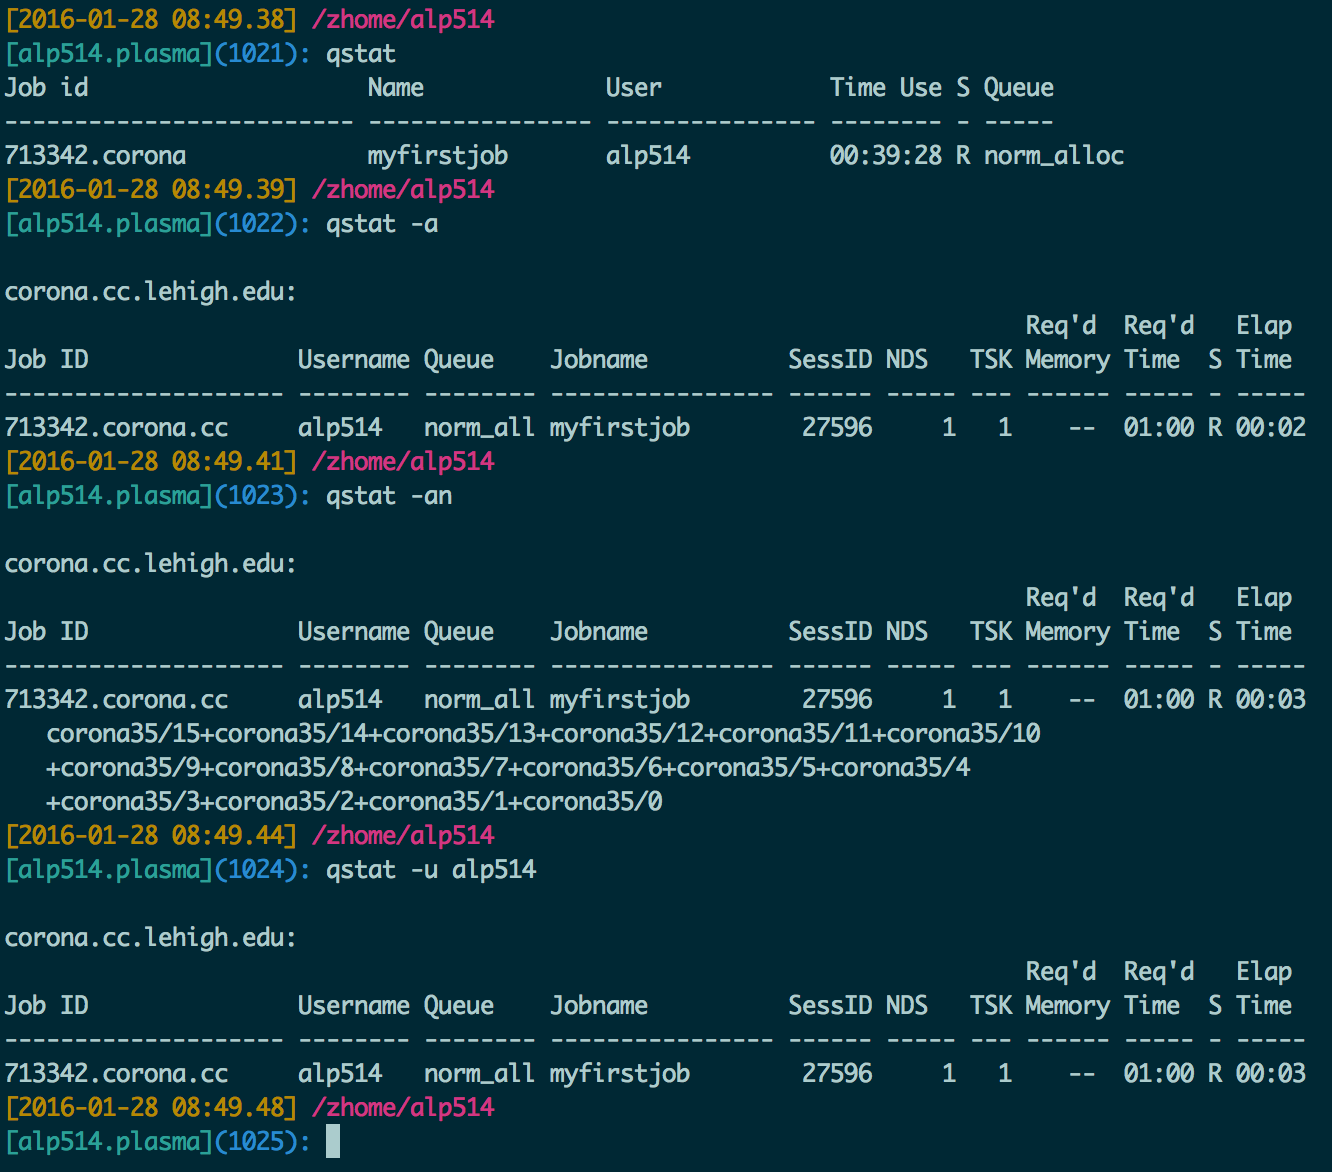 [2016-01-28 08:49.38] /zhome/alp514
[alp514.plasma](1021): qstat
Job id                    Name             User            Time Use S Queue
------------------------- ---------------- --------------- -------- - -----
713342.corona             myfirstjob       alp514          00:39:28 R norm_alloc
[2016-01-28 08:49.39] /zhome/alp514
[alp514.plasma](1022): qstat -a

corona.cc.lehigh.edu:
                                                                         Req'd  Req'd   Elap
Job ID               Username Queue    Jobname          SessID NDS   TSK Memory Time  S Time
-------------------- -------- -------- ---------------- ------ ----- --- ------ ----- - -----
713342.corona.cc     alp514   norm_all myfirstjob        27596     1   1    --  01:00 R 00:02
[2016-01-28 08:49.41] /zhome/alp514
[alp514.plasma](1023): qstat -an

corona.cc.lehigh.edu:
                                                                         Req'd  Req'd   Elap
Job ID               Username Queue    Jobname          SessID NDS   TSK Memory Time  S Time
-------------------- -------- -------- ---------------- ------ ----- --- ------ ----- - -----
713342.corona.cc     alp514   norm_all myfirstjob        27596     1   1    --  01:00 R 00:03
   corona35/15+corona35/14+corona35/13+corona35/12+corona35/11+corona35/10
   +corona35/9+corona35/8+corona35/7+corona35/6+corona35/5+corona35/4
   +corona35/3+corona35/2+corona35/1+corona35/0
[2016-01-28 08:49.44] /zhome/alp514
[alp514.plasma](1024): qstat -u alp514

corona.cc.lehigh.edu:
                                                                         Req'd  Req'd   Elap
Job ID               Username Queue    Jobname          SessID NDS   TSK Memory Time  S Time
-------------------- -------- -------- ---------------- ------ ----- --- ------ ----- - -----
713342.corona.cc     alp514   norm_all myfirstjob        27596     1   1    --  01:00 R 00:03
[2016-01-28 08:49.48] /zhome/alp514
[alp514.plasma](1025):